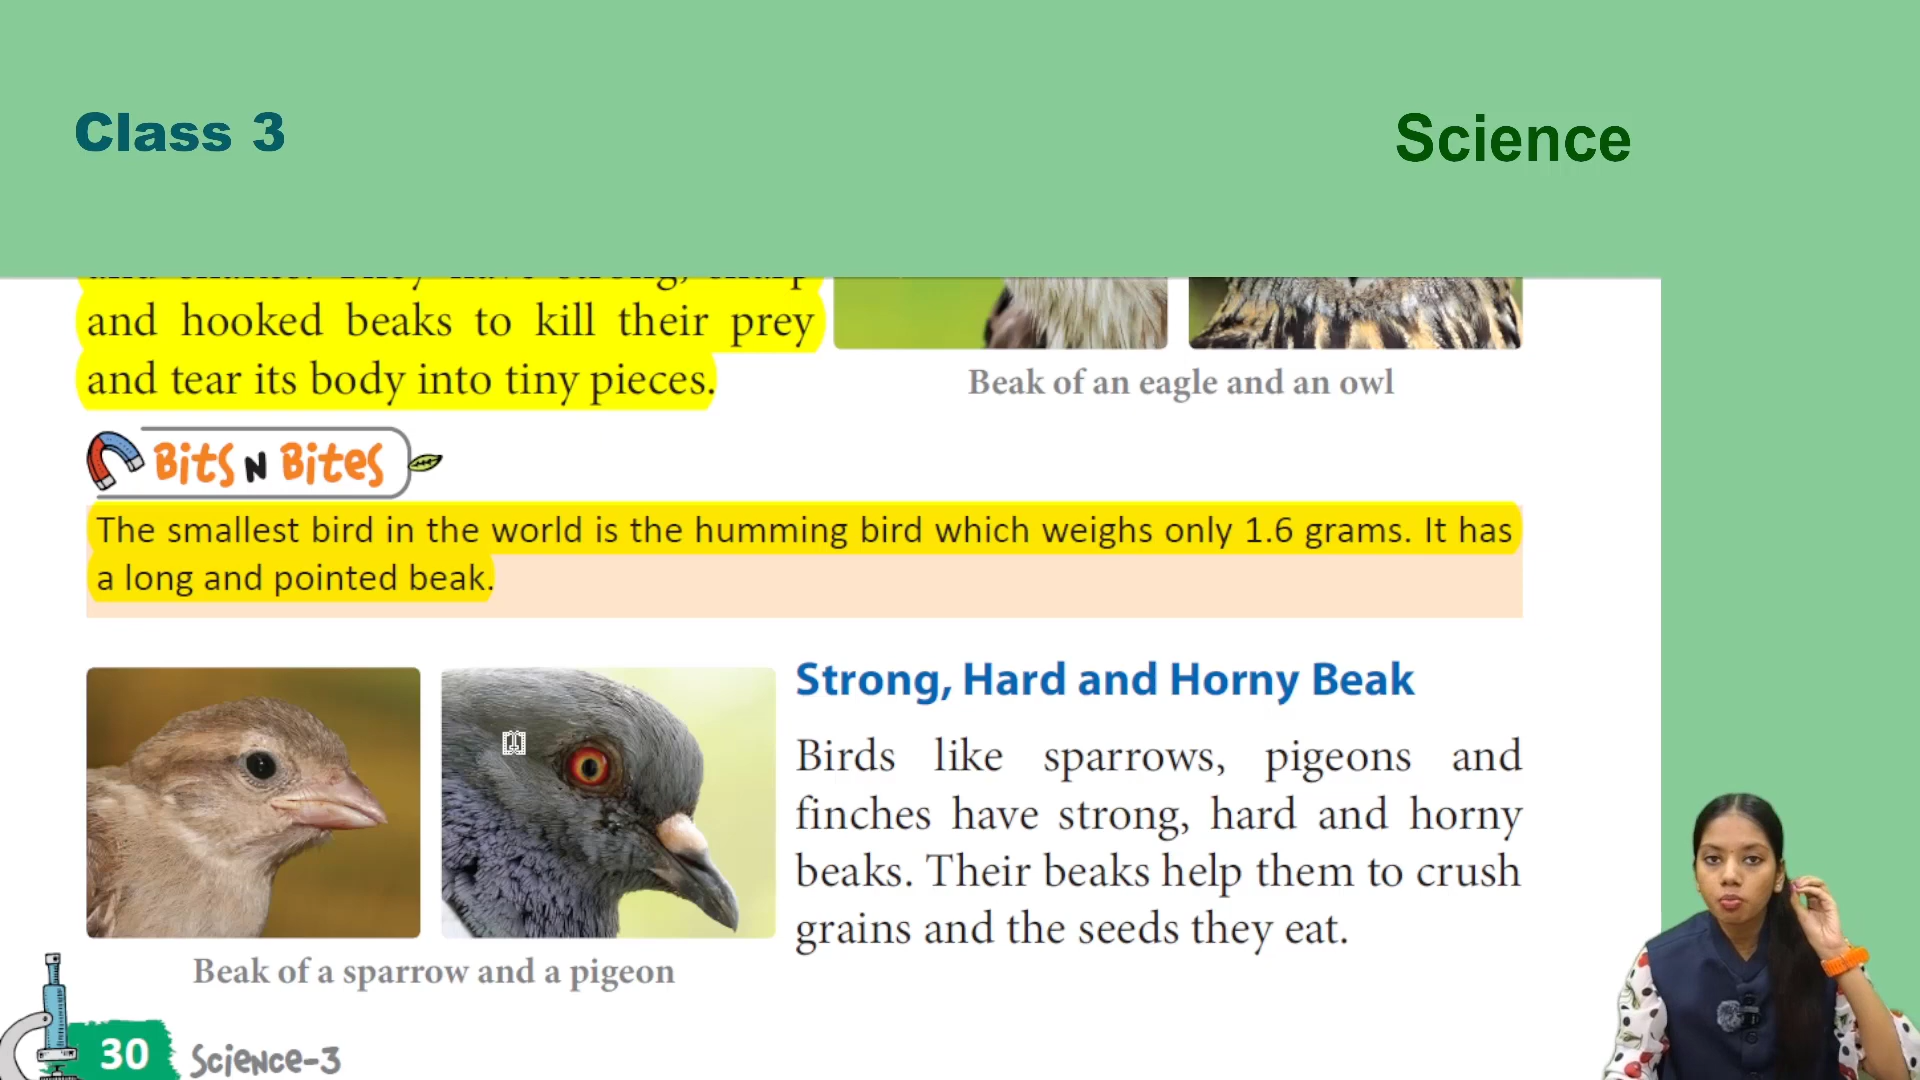 Class 3
Science
and hooked beaks to kill their prey
and tear its body into tiny pieces.
Beak of an eagle and an owl
Bits N Bites
The smallest bird in the world is the humming bird which weighs only 1.6 grams. It has
a long and pointed beak.
Strong, Hard and Horny Beak
Birds like sparrows, pigeons and
finches have strong, hard and horny
beaks. Their beaks help them to crush
grains and the seeds they eat.
Beak of a sparrow and a pigeon
30
Science-3